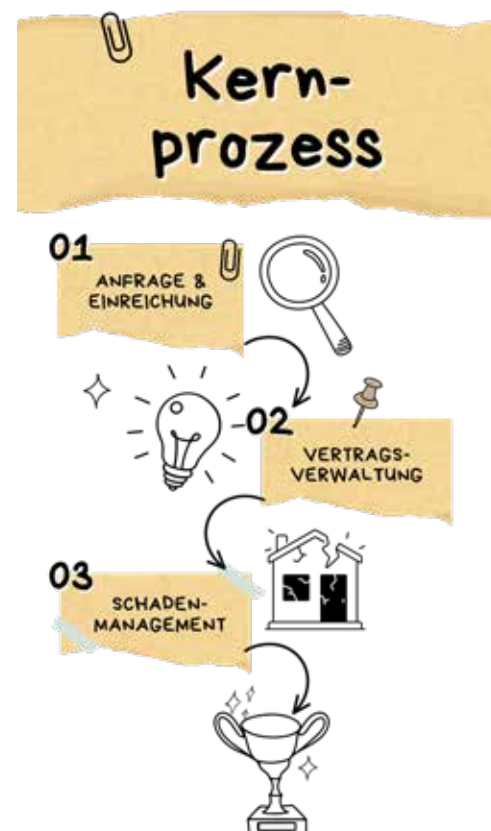 Kern-
prozess
01
ANFRAGE &
EINREICHUNG
02
VERTRAGS-
VERWALTUNG
03
SCHADEN-
MANAGEMENT